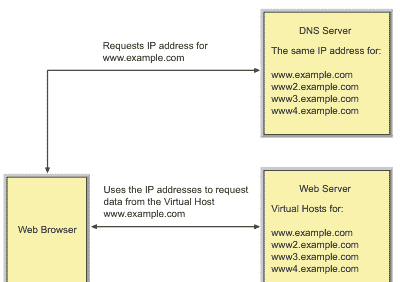 DNS Server
The same IP address for:
www.example.com
www2.example.com
www3.example.com
www4.example.com
Requests IP address for
www.example.com
Web Server
Virtual Hosts for:
www.example.com
www2.example.com
www3.example.com
www4.example.com
Uses the IP addresses to request
data from the Virtual Host
www.example.com
Web Browser